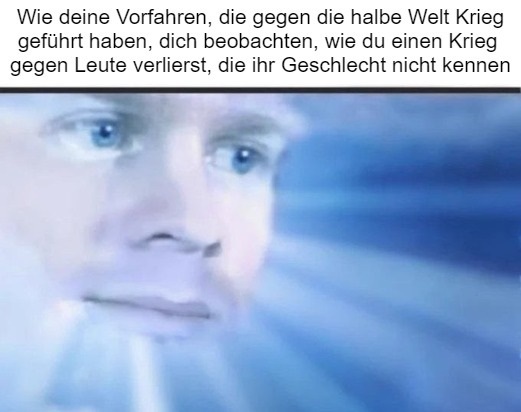 Wie deine Vorfahren, die gegen die halbe Welt Krieg
geführt haben, dich beobachten, wie du einen Krieg
gegen Leute verlierst, die ihr Geschlecht nicht kennen